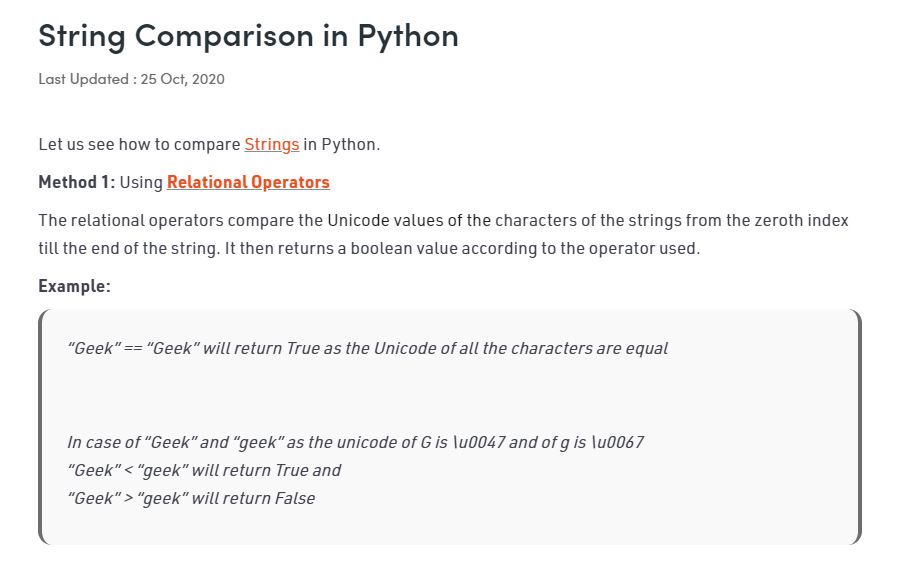 String Comparison in Python
Last Updated : 25 Oct, 2020
Let us see how to compare Strings in Python.
Method 1: Using Relational Operators
The relational operators compare the Unicode values of the characters of the strings from the zeroth index
till the end of the string. It then returns a boolean value according to the operator used.
Example:
“Geek” == “Geek” will return True as the Unicode of all the characters are equal
In case of “Geek” and “geek” as the unicode of G is \u0047 and of g is \u0067
“Geek” < “geek” will return True and
“Geek” > “geek” will return False